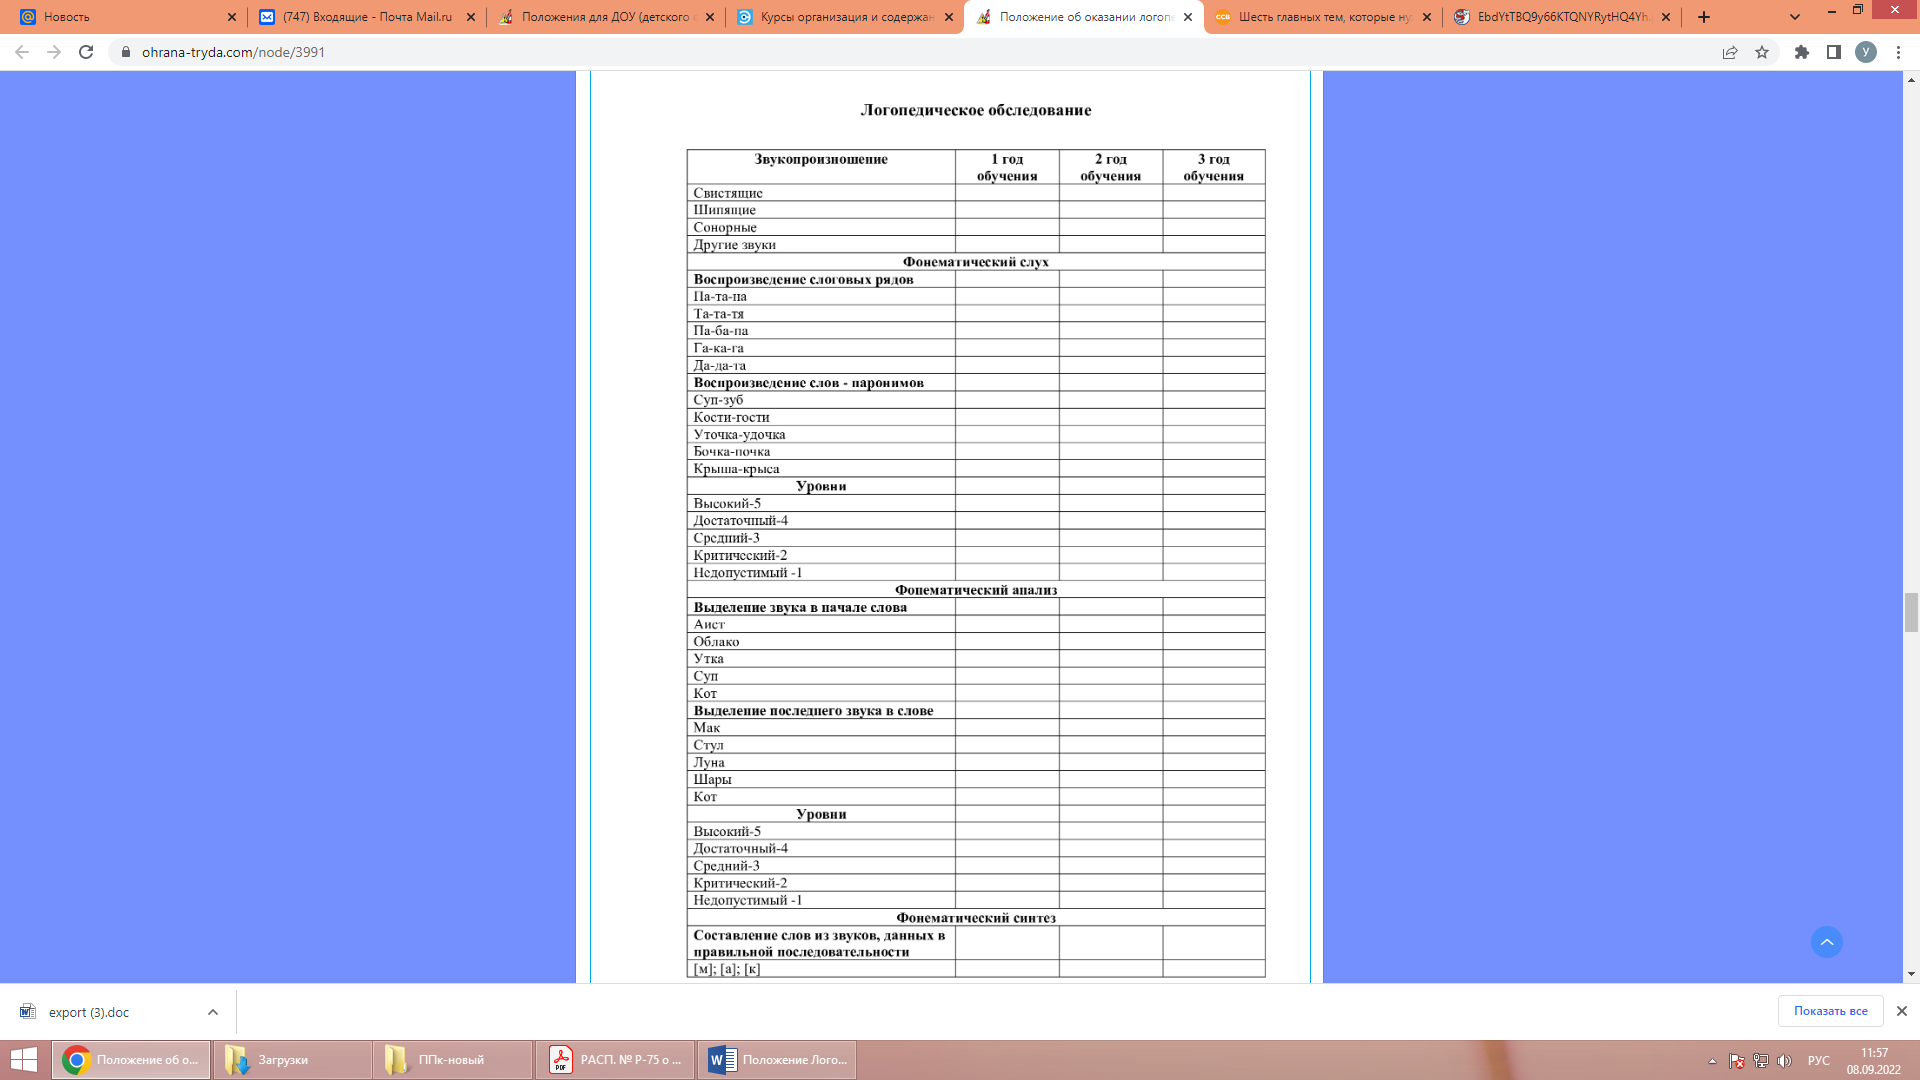 Новость
(747) Входящие - Почта Mail.ru
Положения для ДОУ (детского
Курсы организация и содержан
Положение об оказании логопе
Шесть главных тем, которые ну
EbdYtTBQ9y66KTQNYRytHQ4Yh
ohrana-tryda.com/node/3991
У
Логопедическое обследование
Звукопроизношение 1 год обучения 2 год обучения 3 год обучения
Свистящие
Шипящие
Сонорные
Другие звуки
Фонематический слух
Воспроизведение слоговых рядов
Па-та-на
Та-та-тя
Па-ба-па
Га-ка-га
Да-да-та
Воспроизведение слов - паронимов
Суп-зуб
Кости-гости
Уточка-удочка
Бочка-почка
Крыша-крыса
Уровни
Высокий-5
Достаточный-4
Средний-3
Критический-2
Недопустимый -1
Фонематический анализ
Выделение звука в начале слова
Аист
Облако
Утка
Суп
Кот
Выделение последнего звука в слове
Мак
Стул
Луна
Шары
Кот
Уровни
Высокий-5
Достаточный-4
Средний-3
Критический-2
Недопустимый -1
Фонематический синтез
Составление слов из звуков, данных в
правильной последовательности
[м]; [а]; [к]
export (3).doc
Показать все
Положение об о...
Загрузки
ППк-новый
РАСП. № Р-75 о ...
Положение Лого...
РУС
11:57
08.09.2022